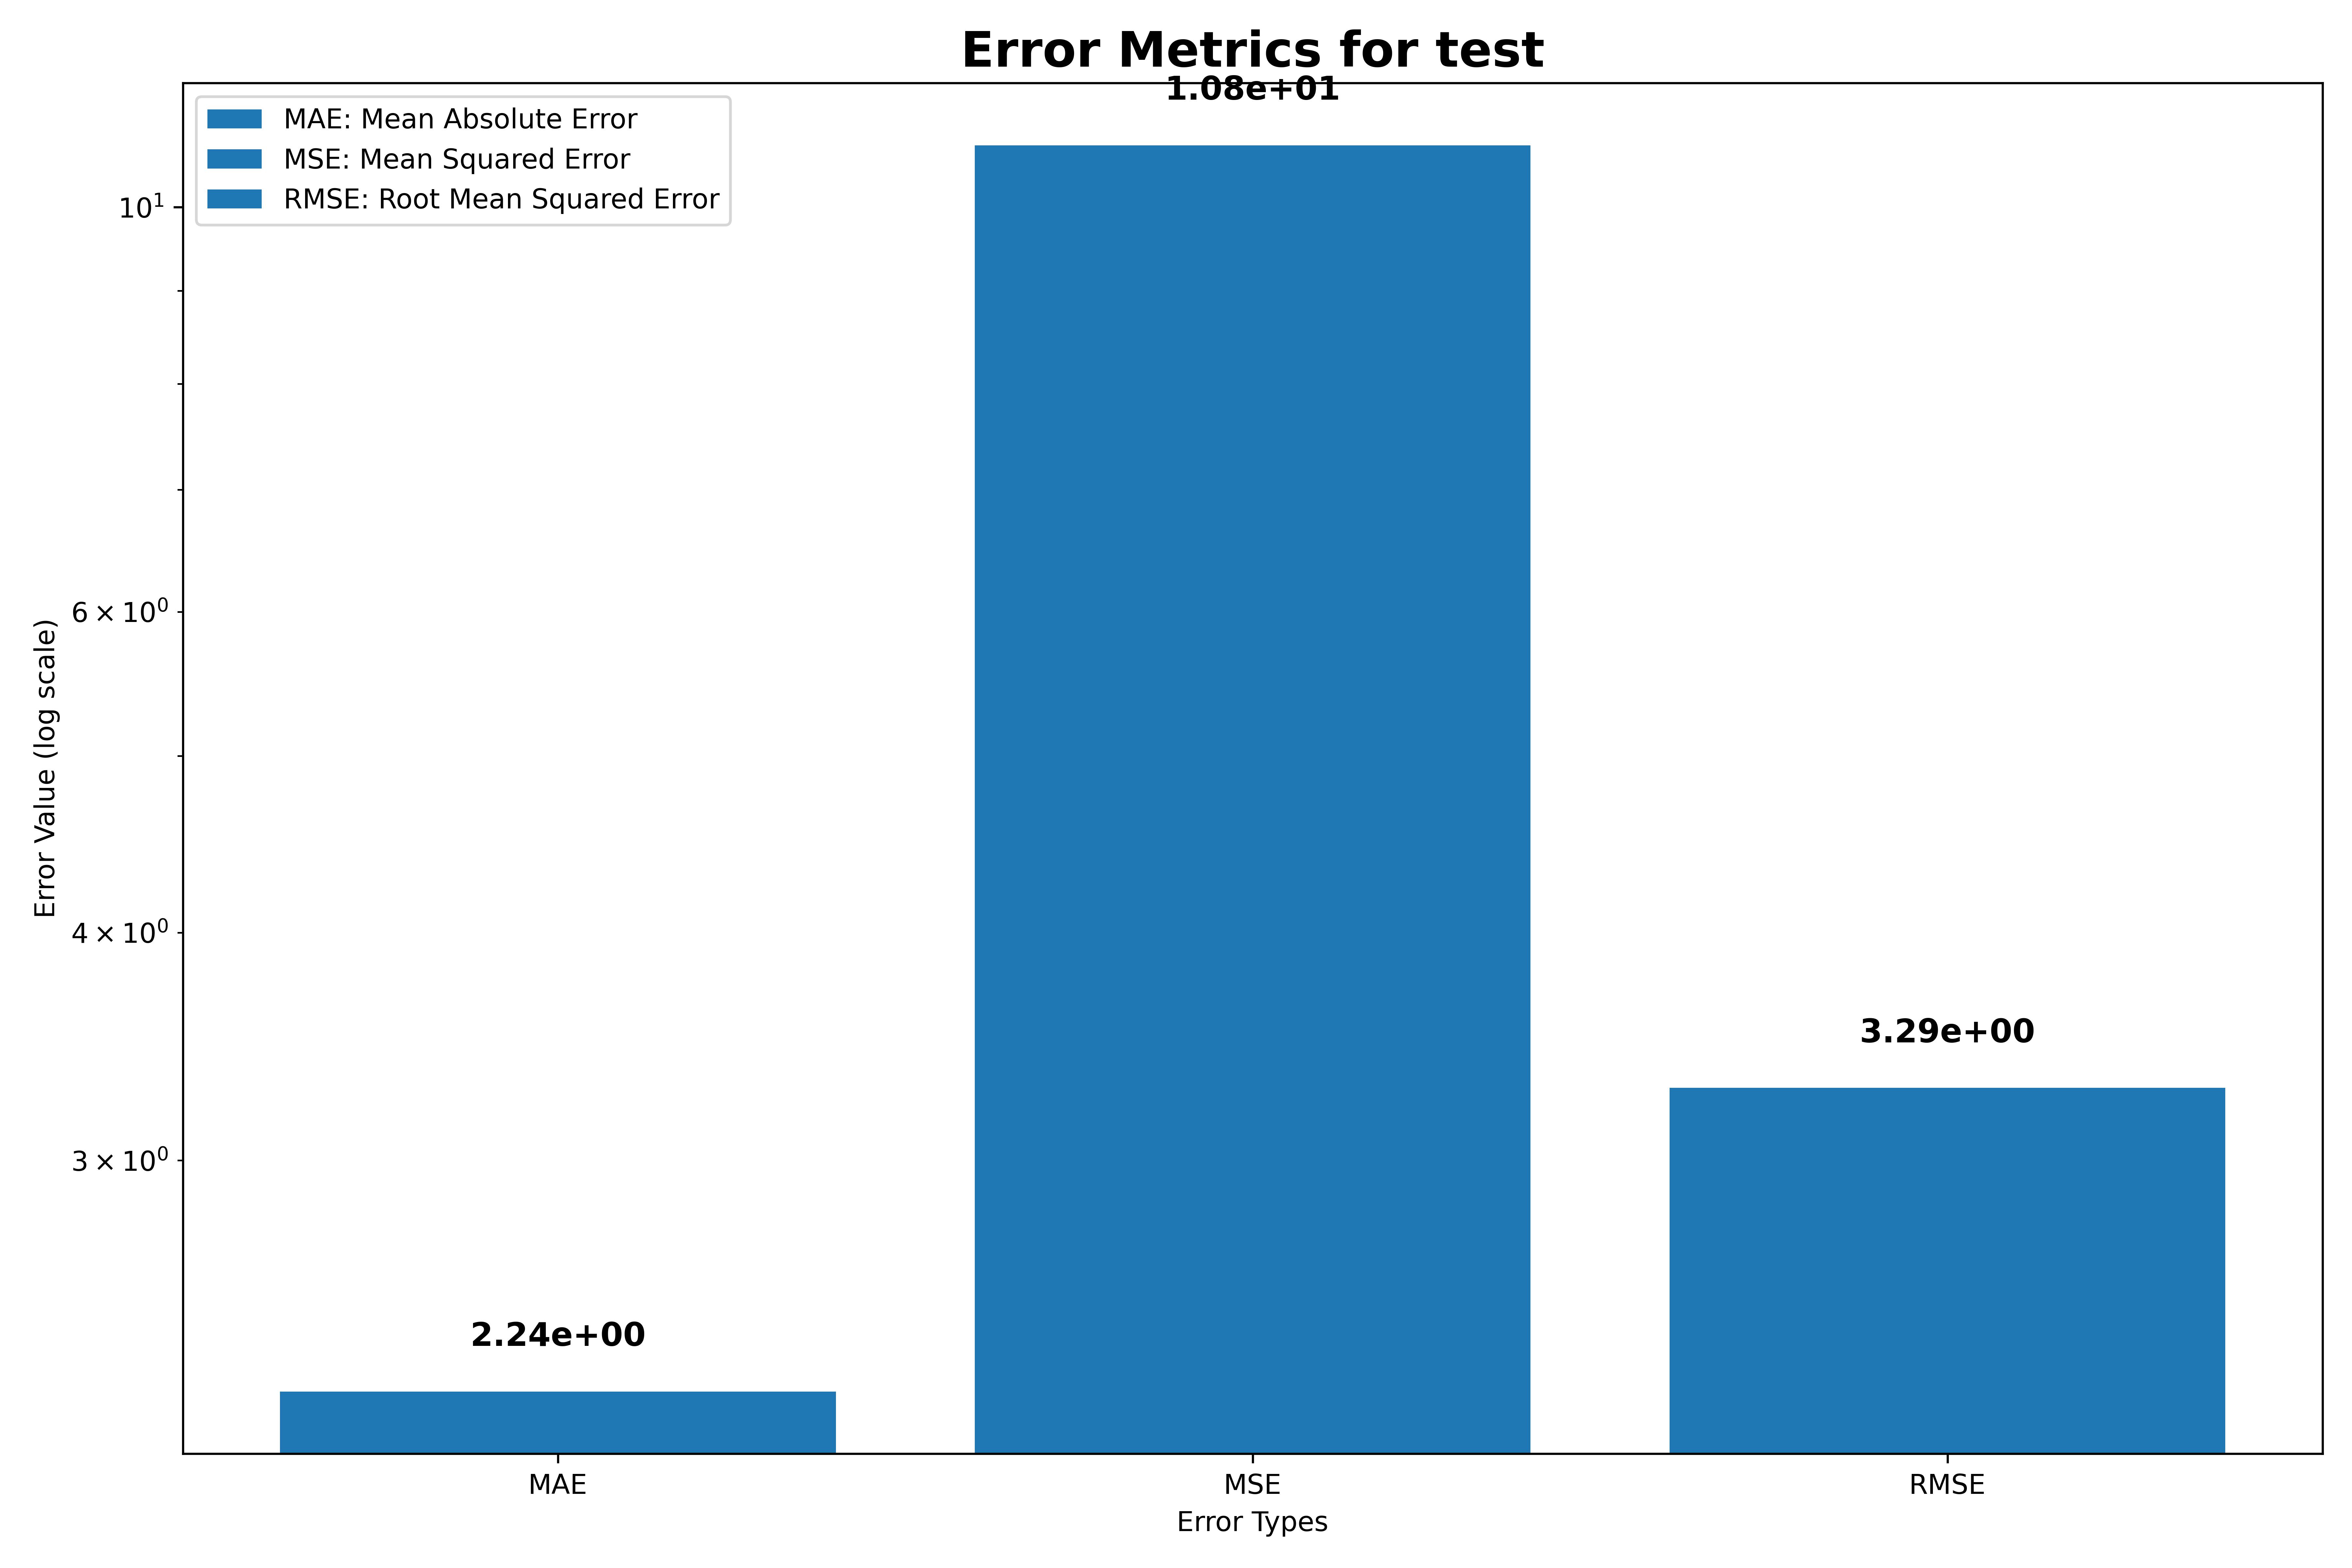 Error Metrics for test
1.08e+01
MAE: Mean Absolute Error
MSE: Mean Squared Error
RMSE: Root Mean Squared Error
10¹
6 × 10⁰
4 × 10⁰
3 × 10⁰
Error Value (log scale)
3.29e+00
2.24e+00
MAE
MSE
RMSE
Error Types